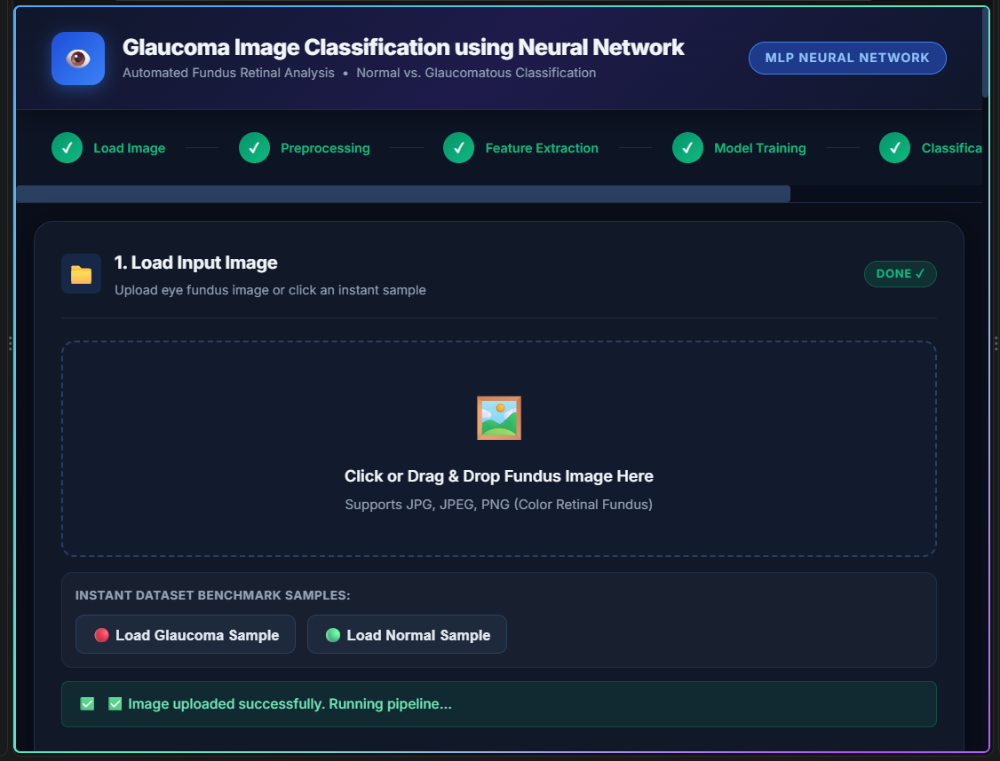 Glaucoma Image Classification using Neural Network
Automated Fundus Retinal Analysis • Normal vs. Glaucomatous Classification
MLP NEURAL NETWORK
Load Image
Preprocessing
Feature Extraction
Model Training
Classifica
1. Load Input Image
Upload eye fundus image or click an instant sample
DONE ✓
Click or Drag & Drop Fundus Image Here
Supports JPG, JPEG, PNG (Color Retinal Fundus)
INSTANT DATASET BENCHMARK SAMPLES:
Load Glaucoma Sample
Load Normal Sample
Image uploaded successfully. Running pipeline...